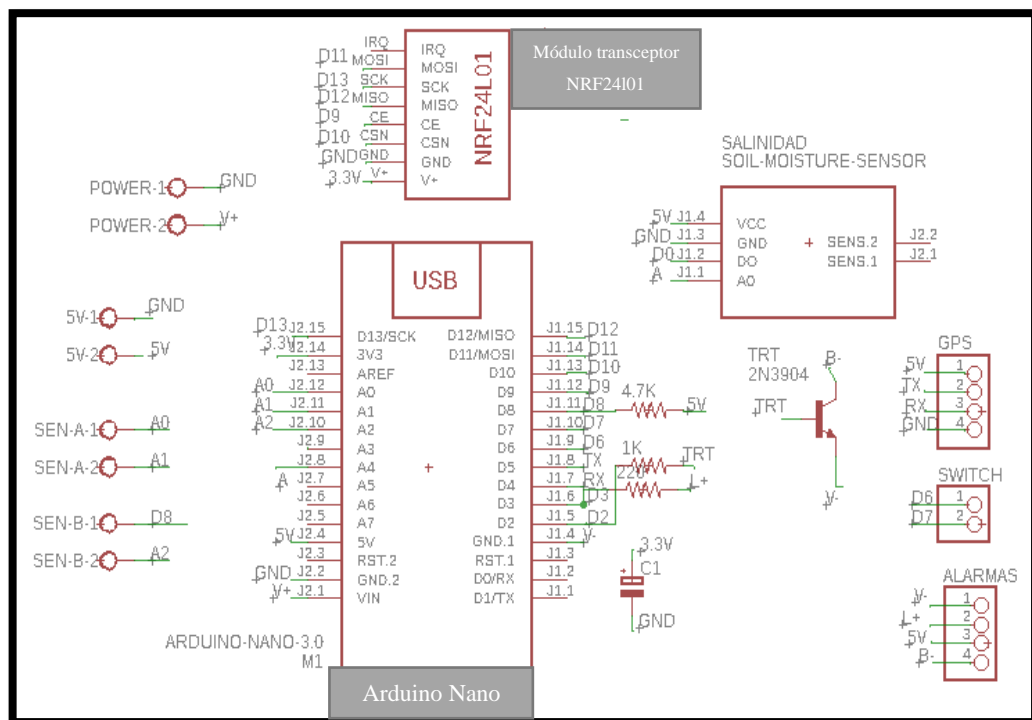 Módulo transceptor
NRF24l01
NRF24L01
IRQ
D11 MOSI
D13 SCK
D12 MISO
D9 CE
D10 CSN
GND GND
3.3V V+
IRQ
MOSI
SCK
MISO
CE
CSN
GND
V+
POWER-1 GND
POWER-2 V+
5V-1 GND
5V-2 5V
SEN-A-1 A0
SEN-A-2 A1
SEN-B-1 D8
SEN-B-2 A2
SALINIDAD
SOIL-MOISTURE-SENSOR
5V J1.4 VCC
GND J1.3 GND SENS.2 J2.2
D0 J1.2 DO SENS.1 J2.1
A J1.1 A0
USB
D13 J2.15 D13/SCK D12/MISO J1.15 D12
3.3V J2.14 3V3 D11/MOSI J1.14 D11
J2.13 AREF D10 J1.13 D10
A0 J2.12 A0 D9 J1.12 D9
A1 J2.11 A1 D8 J1.11 D8 4.7K 5V
A2 J2.10 A2 D7 J1.10 D7
J2.9 A3 D6 J1.9 D6
J2.8 A4 D5 J1.8 TX 1K TRT
A J2.7 A5 D4 J1.7 RX 220 L+
J2.6 A6 D3 J1.6 D3
J2.5 A7 D2 J1.5 D2
5V J2.4 5V GND.1 J1.4 V-
J2.3 RST.2 RST.1 J1.3
GND J2.2 GND.2 D0/RX J1.2
V+ J2.1 VIN D1/TX J1.1
ARDUINO-NANO-3.0
M1
Arduino Nano
3.3V
C1
GND
TRT
2N3904
B-
TRT
V-
GPS
5V 1
TX 2
RX 3
GND 4
SWITCH
D6 1
D7 2
ALARMAS
V- 1
L+ 2
5V 3
B- 4